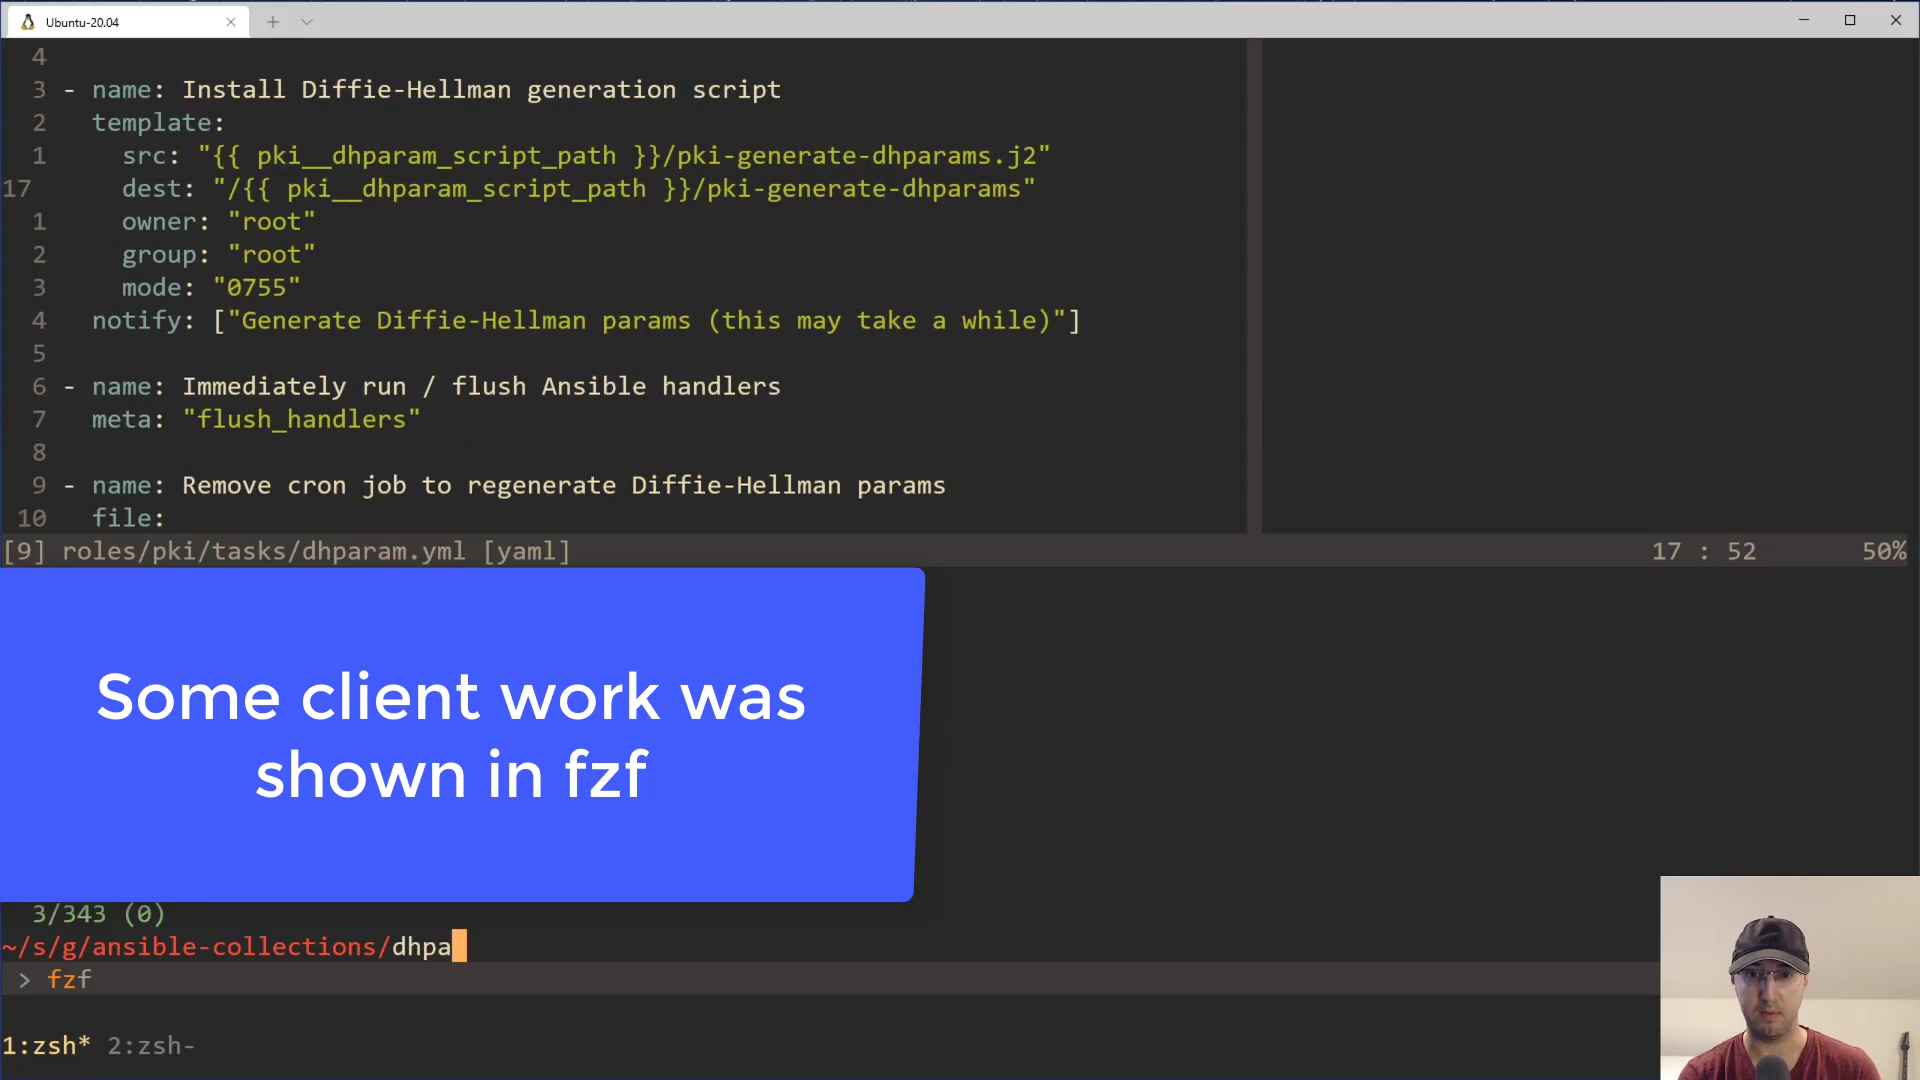 Ubuntu-20.04
4
3 - name: Install Diffie-Hellman generation script
2 template:
1 src: "{{ pki__dhparam_script_path }}/pki-generate-dhparams.j2"
17 dest: "/{{ pki__dhparam_script_path }}/pki-generate-dhparams"
1 owner: "root"
2 group: "root"
3 mode: "0755"
4 notify: ["Generate Diffie-Hellman params (this may take a while)"]
5
6 - name: Immediately run / flush Ansible handlers
7 meta: "flush_handlers"
8
9 - name: Remove cron job to regenerate Diffie-Hellman params
10 file:
[9] roles/pki/tasks/dhparam.yml [yaml] 17 : 52 50%
Some client work was
shown in fzf
3/343 (0)
~/s/g/ansible-collections/dhpa
> fzf
1:zsh* 2:zsh-